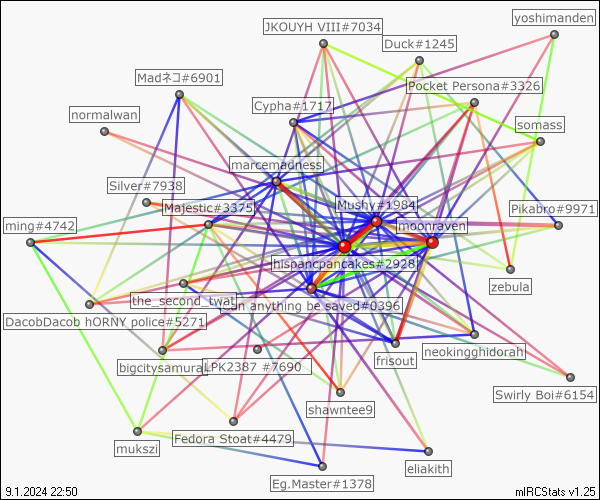 yoshimanden
JKOUYH VIII#7034
Duck#1245
Madネコ#6901
Pocket Persona#3326
Cypha#1717
normalwan
somass
marcemadness
Silver#7938
Mushy#1984
Majestic#3375
Pikabro#9971
ming#4742
moonraven
hispancpancakes#2928
zebula
the_second_twat
an anything be saved#0396
DacobDacob hORNY police#5271
neokingghidorah
frisout
bigcitysamurai
LPK2387 #7690
Swirly Boi#6154
shawntee9
Fedora Stoat#4479
mukszi
eliakith
Eg.Master#1378
9.1.2024 22:50
mIRCStats v1.25